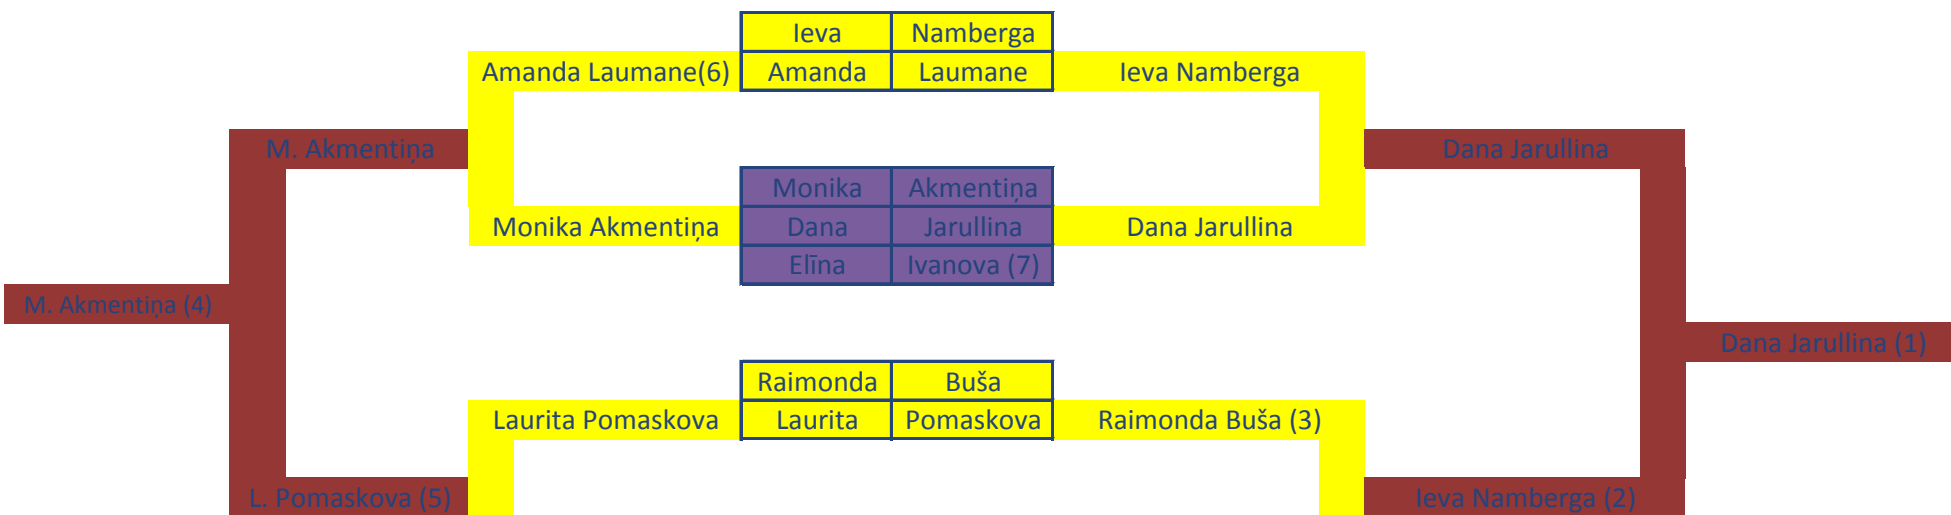 Ieva Namberga
Amanda Laumane(6) Amanda Laumane Ieva Namberga
M. Akmentiņa Dana Jarullina
Monika Akmentiņa
Monika Akmentiņa Dana Jarullina Dana Jarullina
Elīna Ivanova (7)
M. Akmentiņa (4)
Dana Jarullina (1)
Raimonda Buša
Laurita Pomaskova Laurita Pomaskova Raimonda Buša (3)
L. Pomaskova (5) Ieva Namberga (2)